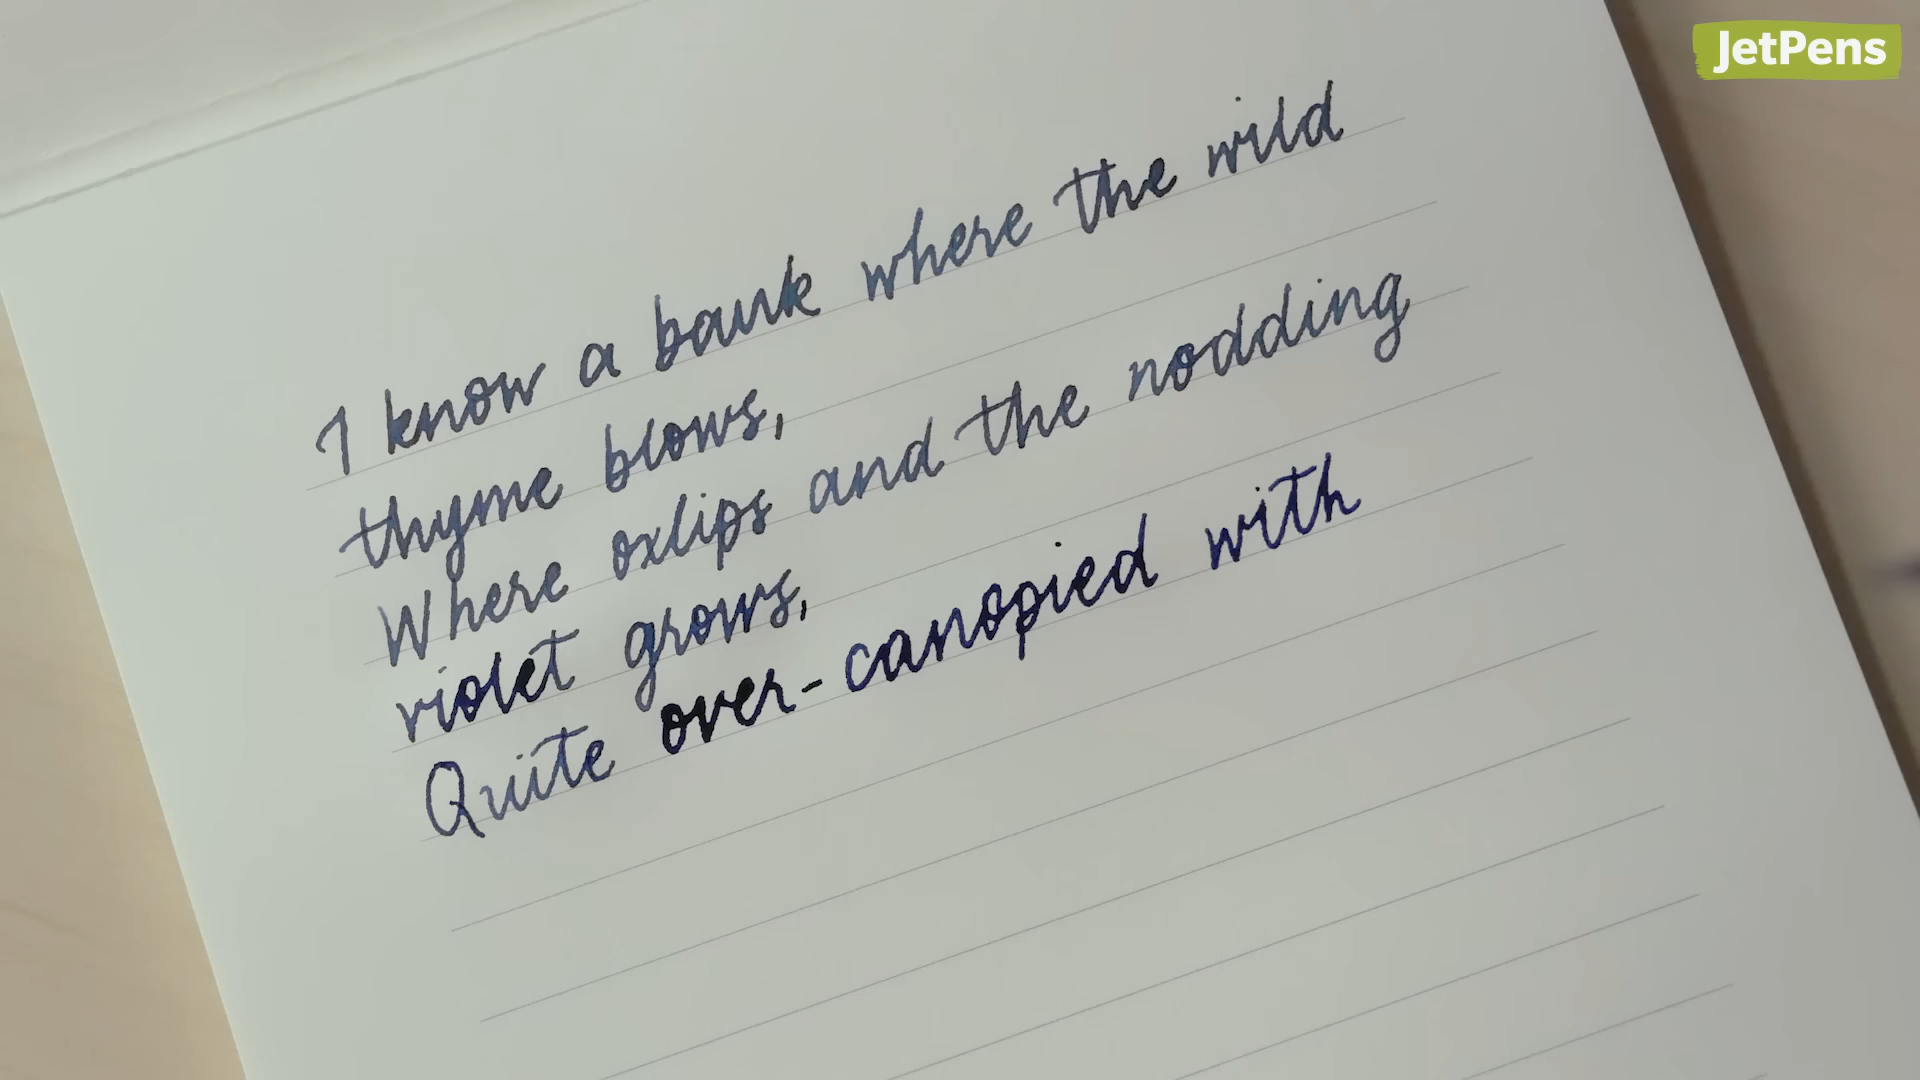 JetPens
I know a bank where the wild
thyme blows,
Where oxlips and the nodding
violet grows,
Quite over-canopied with